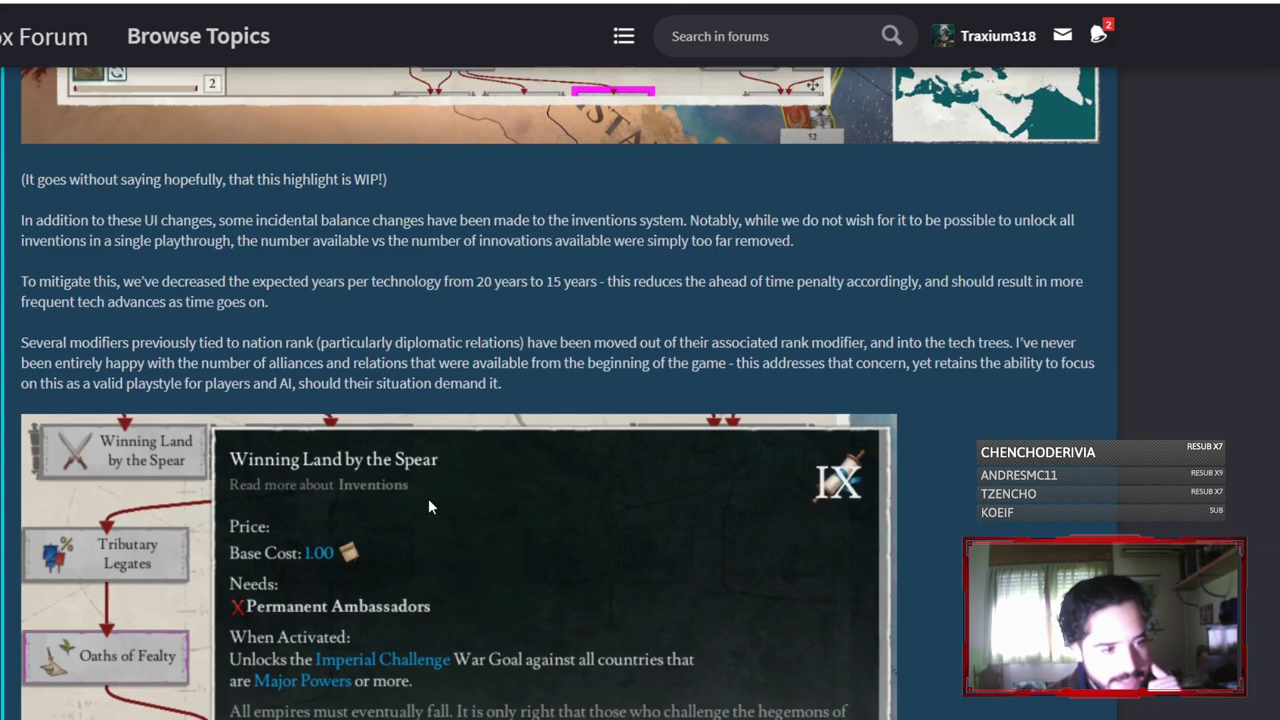 ox Forum
Browse Topics
Search in forums
Traxium318
2
2
ISTA
52
(It goes without saying hopefully, that this highlight is WIP!)
In addition to these UI changes, some incidental balance changes have been made to the inventions system. Notably, while we do not wish for it to be possible to unlock all
inventions in a single playthrough, the number available vs the number of innovations available were simply too far removed.
To mitigate this, we've decreased the expected years per technology from 20 years to 15 years - this reduces the ahead of time penalty accordingly, and should result in more
frequent tech advances as time goes on.
Several modifiers previously tied to nation rank (particularly diplomatic relations) have been moved out of their associated rank modifier, and into the tech trees. I've never
been entirely happy with the number of alliances and relations that were available from the beginning of the game - this addresses that concern, yet retains the ability to focus
on this as a valid playstyle for players and AI, should their situation demand it.
Winning Land
by the Spear
Tributary
Legates
Oaths of Fealty
Winning Land by the Spear
Read more about Inventions
IX
Price:
Base Cost: 1.00
Needs:
XPermanent Ambassadors
When Activated:
Unlocks the Imperial Challenge War Goal against all countries that
are Major Powers or more.
All empires must eventually fall. It is only right that those who challenge the hegemons of
CHENCHODERIVIA RESUB X7
ANDRESMC11 RESUB X9
TZENCHO RESUB X7
KOEIF SUB